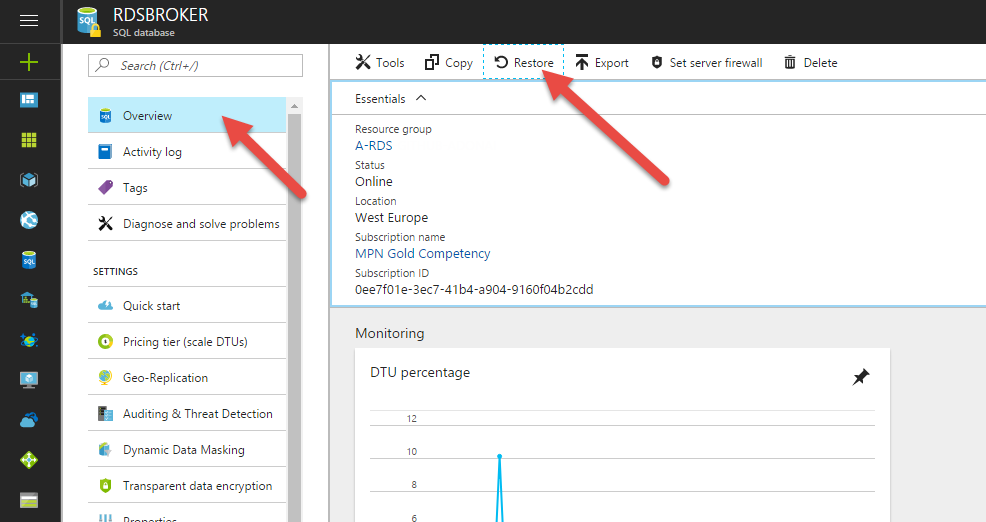 RDSBROKER
SQL database
Search (Ctrl+/)
Overview
Activity log
Tags
Diagnose and solve problems
SETTINGS
Quick start
Pricing tier (scale DTUs)
Geo-Replication
Auditing & Threat Detection
Dynamic Data Masking
Transparent data encryption
Properties
Tools Copy Restore Export Set server firewall Delete
Essentials
Resource group
A-RDS
Status
Online
Location
West Europe
Subscription name
MPN Gold Competency
Subscription ID
0ee7f01e-3ec7-41b4-a904-9160f04b2cdd
Monitoring
DTU percentage
12
10
8
6